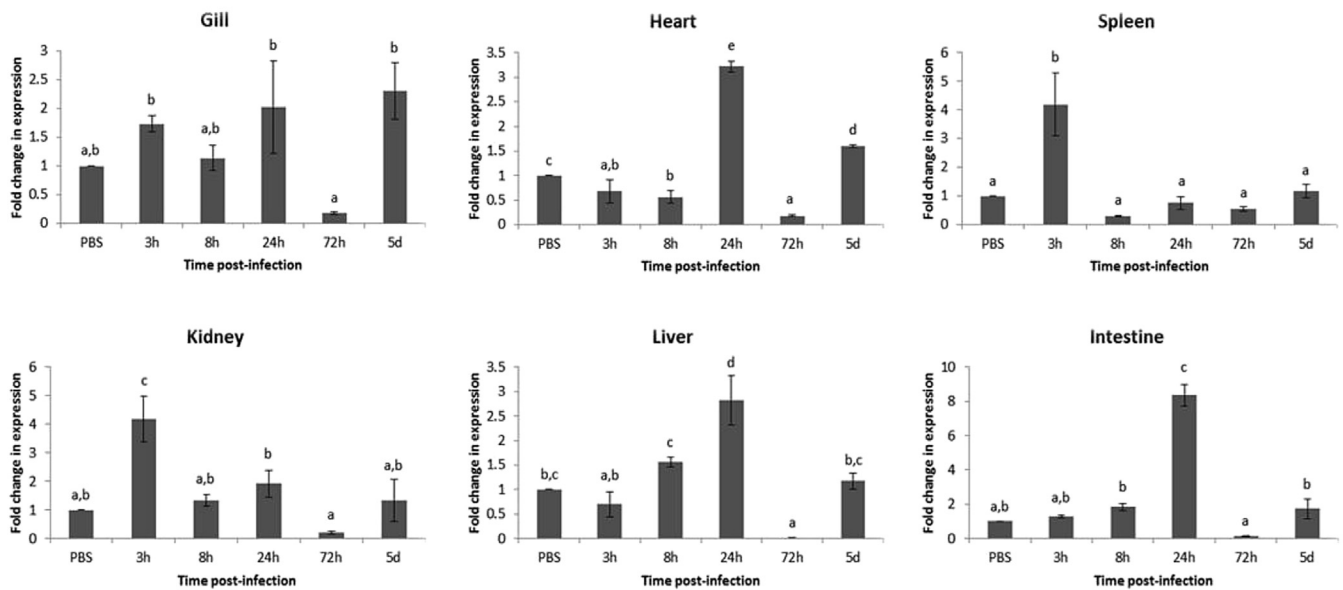 Gill
Fold change in expression
3
2.5
2
1.5
1
0.5
0
a,b
b
a,b
b
a
b
PBS 3h 8h 24h 72h 5d
Time post-infection
Heart
Fold change in expression
3.5
3
2.5
2
1.5
1
0.5
0
c
a,b
b
e
a
d
PBS 3h 8h 24h 72h 5d
Time post-infection
Spleen
Fold change in expression
6
5
4
3
2
1
0
a
b
a
a
a
a
PBS 3h 8h 24h 72h 5d
Time post-infection
Kidney
Fold change in expression
6
5
4
3
2
1
0
a,b
c
a,b
b
a
a,b
PBS 3h 8h 24h 72h 5d
Time post-infection
Liver
Fold change in expression
3.5
3
2.5
2
1.5
1
0.5
0
b,c
a,b
c
d
a
b,c
PBS 3h 8h 24h 72h 5d
Time post-infection
Intestine
Fold change in expression
10
8
6
4
2
0
a,b
a,b
b
c
a
b
PBS 3h 8h 24h 72h 5d
Time post-infection